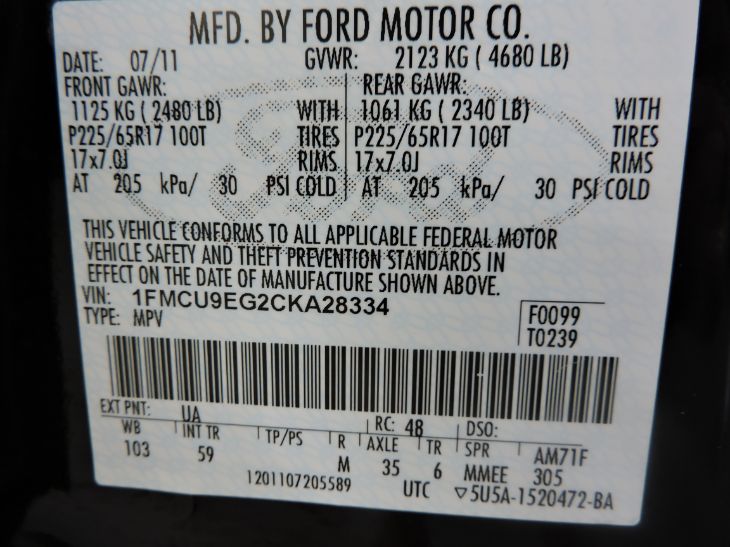 MFD. BY FORD MOTOR CO.
DATE: 07/11 GVWR: 2123 KG ( 4680 LB)
FRONT GAWR: REAR GAWR:
1125 KG ( 2480 LB) WITH 1061 KG ( 2340 LB) WITH
P225/65R17 100T TIRES P225/65R17 100T TIRES
17x7.0J RIMS 17x7.0J RIMS
AT 205 kPa/ 30 PSI COLD AT 205 kPa/ 30 PSI COLD
Ford
THIS VEHICLE CONFORMS TO ALL APPLICABLE FEDERAL MOTOR
VEHICLE SAFETY AND THEFT PREVENTION STANDARDS IN
EFFECT ON THE DATE OF MANUFACTURE SHOWN ABOVE.
VIN: 1FMCU9EG2CKA28334 F0099
TYPE: MPV T0239
EXT PNT: UA RC: 48 DSO:
WB INT TR TP/PS R AXLE TR SPR AM71F
103 59 M 35 6 MMEE 305
1201107205589 UTC ▽5U5A-1520472-BA